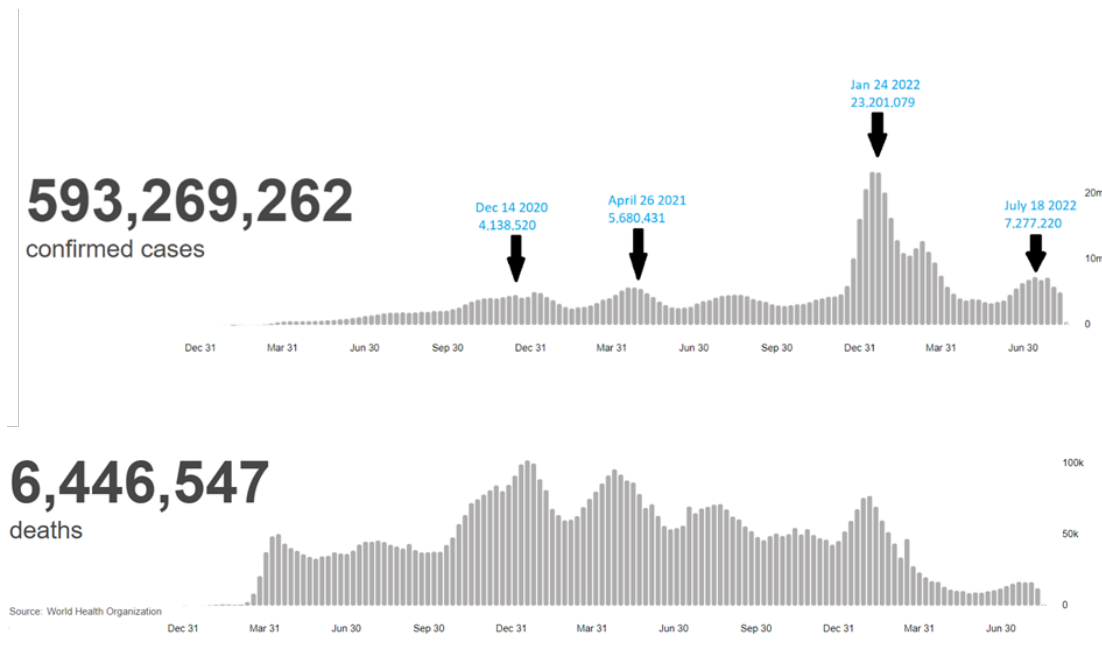 Jan 24 2022
23,201,079
593,269,262
confirmed cases
Dec 14 2020
4,138,520
April 26 2021
5,680,431
July 18 2022
7,277,220
20m
10m
0
Dec 31 Mar 31 Jun 30 Sep 30 Dec 31 Mar 31 Jun 30 Sep 30 Dec 31 Mar 31 Jun 30
6,446,547
deaths
100k
50k
0
Source: World Health Organization
Dec 31 Mar 31 Jun 30 Sep 30 Dec 31 Mar 31 Jun 30 Sep 30 Dec 31 Mar 31 Jun 30